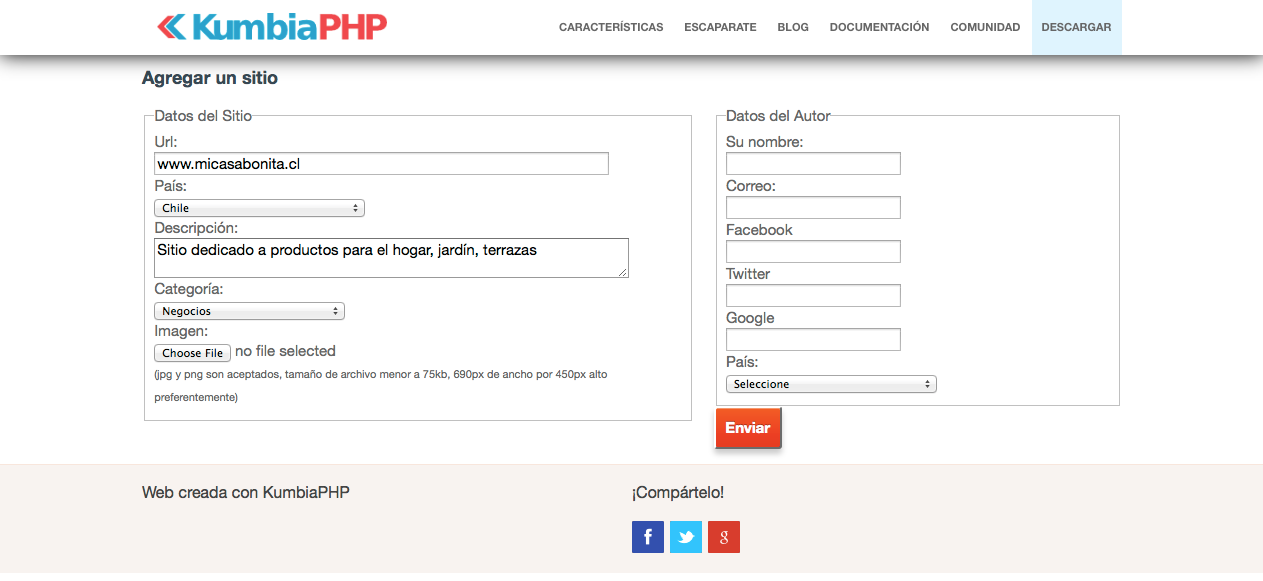 KumbiaPHP
CARACTERÍSTICAS ESCAPARATE BLOG DOCUMENTACIÓN COMUNIDAD DESCARGAR
Agregar un sitio
Datos del Sitio
Url:
www.micasabonita.cl
País:
Chile
Descripción:
Sitio dedicado a productos para el hogar, jardín, terrazas
Categoría:
Negocios
Imagen:
Choose File no file selected
(jpg y png son aceptados, tamaño de archivo menor a 75kb, 690px de ancho por 450px alto
preferentemente)
Datos del Autor
Su nombre:
Correo:
Facebook
Twitter
Google
País:
Seleccione
Enviar
Web creada con KumbiaPHP
¡Compártelo!
f
g